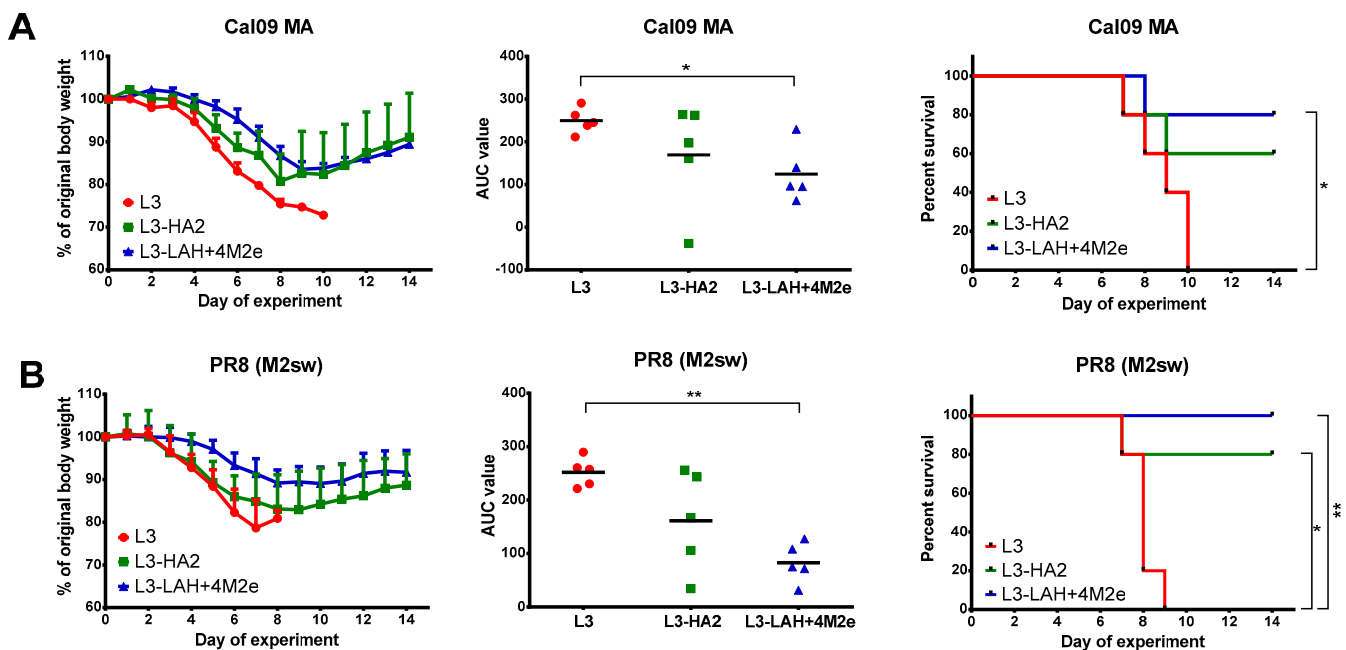 A
Cal09 MA
% of original body weight
110
100
90
80
70
60
L3
L3-HA2
L3-LAH+4M2e
0 2 4 6 8 10 12 14
Day of experiment
Cal09 MA
AUC value
400
300
200
100
0
-100
*
L3 L3-HA2 L3-LAH+4M2e
Cal09 MA
Percent survival
100
80
60
40
20
0
L3
L3-HA2
L3-LAH+4M2e
0 2 4 6 8 10 12 14
Day of experiment
*
B
PR8 (M2sw)
% of original body weight
110
100
90
80
70
60
L3
L3-HA2
L3-LAH+4M2e
0 2 4 6 8 10 12 14
Day of experiment
PR8 (M2sw)
AUC value
400
300
200
100
0
**
L3 L3-HA2 L3-LAH+4M2e
PR8 (M2sw)
Percent survival
100
80
60
40
20
0
L3
L3-HA2
L3-LAH+4M2e
0 2 4 6 8 10 12 14
Day of experiment
*
**